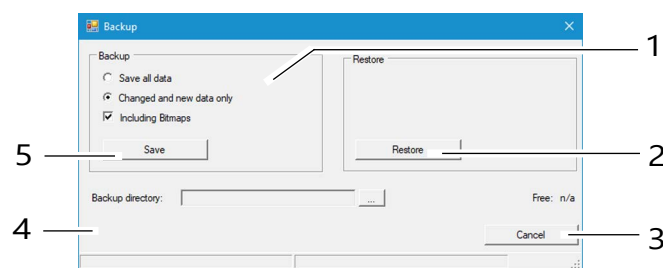 Backup
Backup
Restore
1
Save all data
Changed and new data only
Including Bitmaps
5
Save
Restore
2
Backup directory:
...
Free: n/a
4
Cancel
3